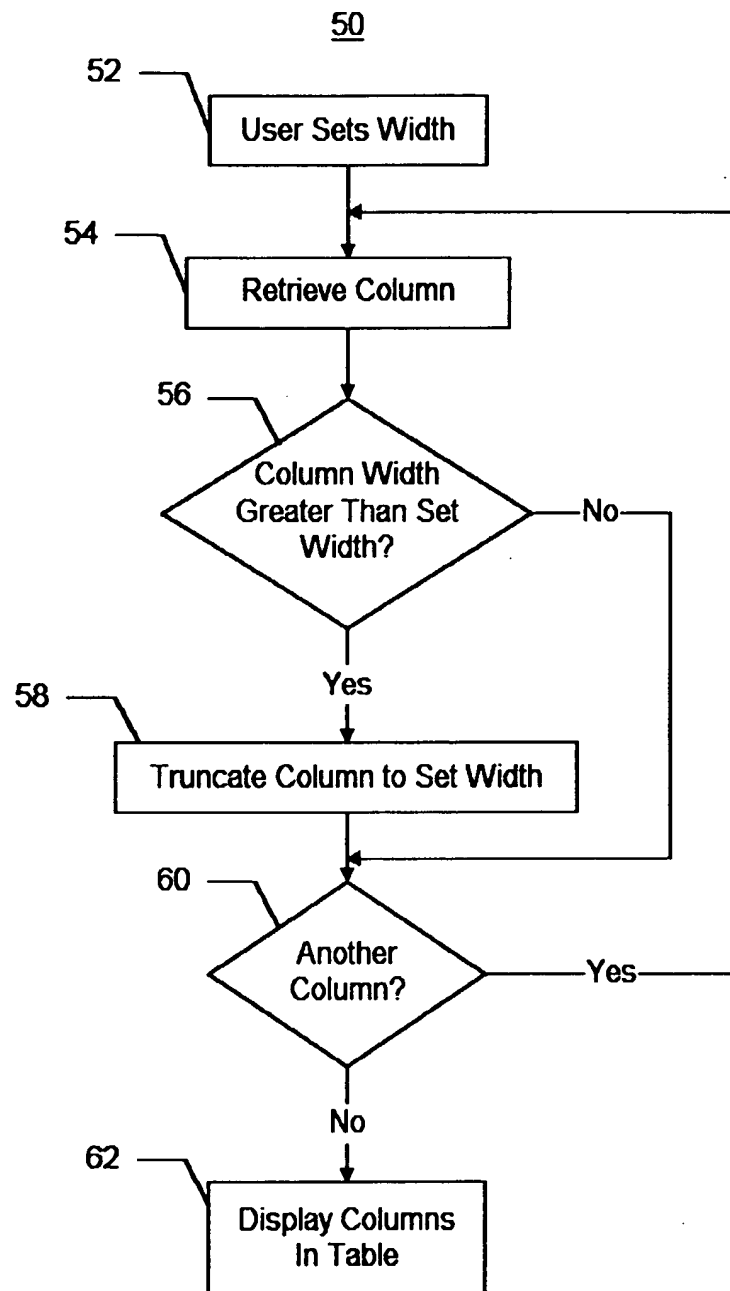 50
52
User Sets Width
54
Retrieve Column
56
Column Width
Greater Than Set
Width?
No
Yes
58
Truncate Column to Set Width
60
Another
Column?
Yes
No
62
Display Columns
In Table